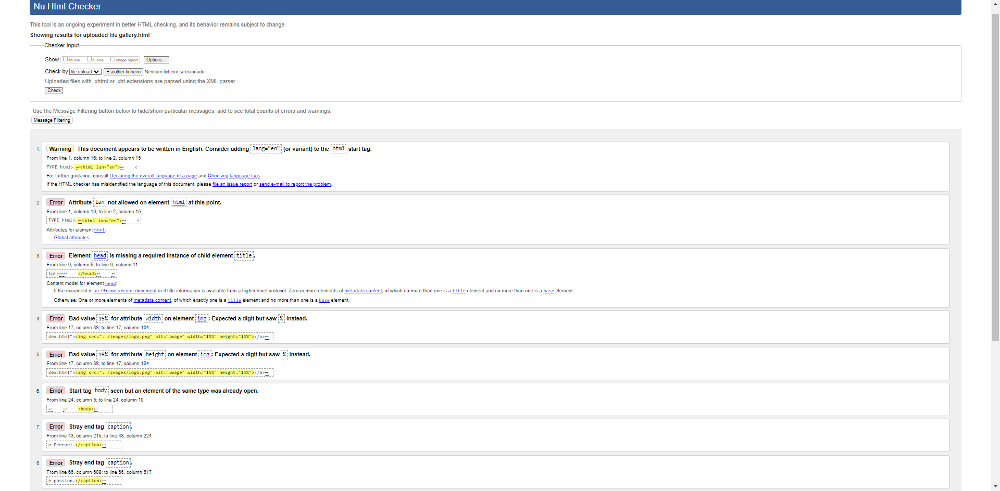 Nu Html Checker
This tool is an ongoing experiment in better HTML checking, and its behavior remains subject to change
Showing results for uploaded file gallery.html
Checker Input
Show source outline image report Options...
Check by file upload Escolher ficheiro Nenhum ficheiro selecionado
Uploaded files with .xhtml or .xht extensions are parsed using the XML parser.
Check
Use the Message Filtering button below to hide/show particular messages, and to see total counts of errors and warnings.
Message Filtering
1. Warning This document appears to be written in English. Consider adding lang="en" (or variant) to the html start tag.
From line 1, column 16; to line 2, column 15
TYPE html>↩<html lan="en">↩ <
For further guidance, consult Declaring the overall language of a page and Choosing language tags.
If the HTML checker has misidentified the language of this document, please file an issue report or send e-mail to report the problem.
2. Error Attribute lan not allowed on element html at this point.
From line 1, column 16; to line 2, column 15
TYPE html>↩<html lan="en">↩ <
Attributes for element html:
Global attributes
3. Error Element head is missing a required instance of child element title.
From line 9, column 5; to line 9, column 11
ipt>↩↩ </head>↩ ↩
Content model for element head:
If the document is an iframe srcdoc document or if title information is available from a higher-level protocol: Zero or more elements of metadata content, of which no more than one is a title element and no more than one is a base element.
Otherwise: One or more elements of metadata content, of which exactly one is a title element and no more than one is a base element.
4. Error Bad value 15% for attribute width on element img: Expected a digit but saw % instead.
From line 17, column 38; to line 17, column 104
dex.html"><img src="../images/logo.png" alt="image" width="15%" height="15%"></a>↩
5. Error Bad value 15% for attribute height on element img: Expected a digit but saw % instead.
From line 17, column 38; to line 17, column 104
dex.html"><img src="../images/logo.png" alt="image" width="15%" height="15%"></a>↩
6. Error Start tag body seen but an element of the same type was already open.
From line 24, column 5; to line 24, column 10
↩ ↩ <body>↩
7. Error Stray end tag caption.
From line 43, column 215; to line 43, column 224
o Ferrari.</caption>↩
8. Error Stray end tag caption.
From line 66, column 608; to line 66, column 617
e passion.</caption>↩